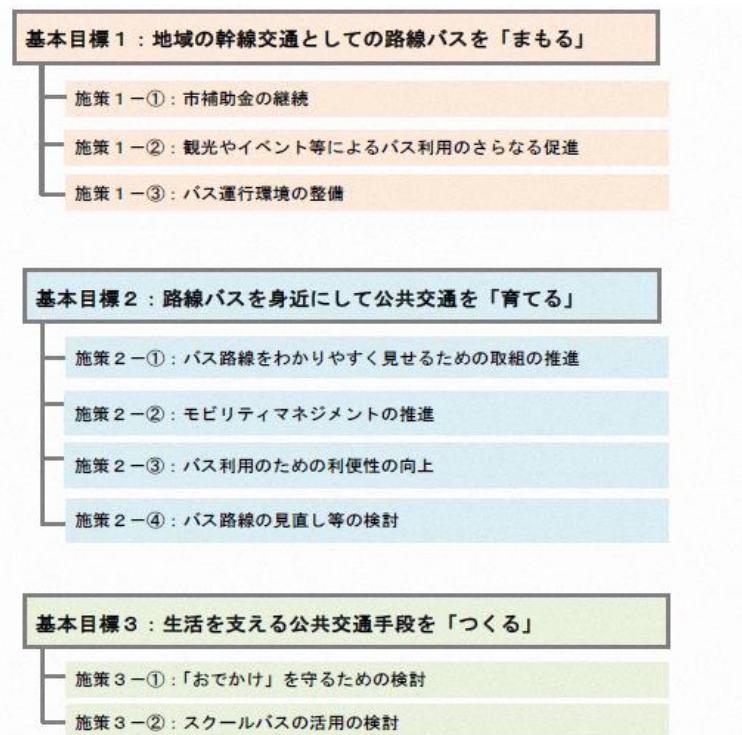 基本目標１：地域の幹線交通としての路線バスを「まもる」
施策１－①：市補助金の継続
施策１－②：観光やイベント等によるバス利用のさらなる促進
施策１－③：バス運行環境の整備
基本目標２：路線バスを身近にして公共交通を「育てる」
施策２－①：バス路線をわかりやすく見せるための取組の推進
施策２－②：モビリティマネジメントの推進
施策２－③：バス利用のための利便性の向上
施策２－④：バス路線の見直し等の検討
基本目標３：生活を支える公共交通手段を「つくる」
施策３－①：「おでかけ」を守るための検討
施策３－②：スクールバスの活用の検討